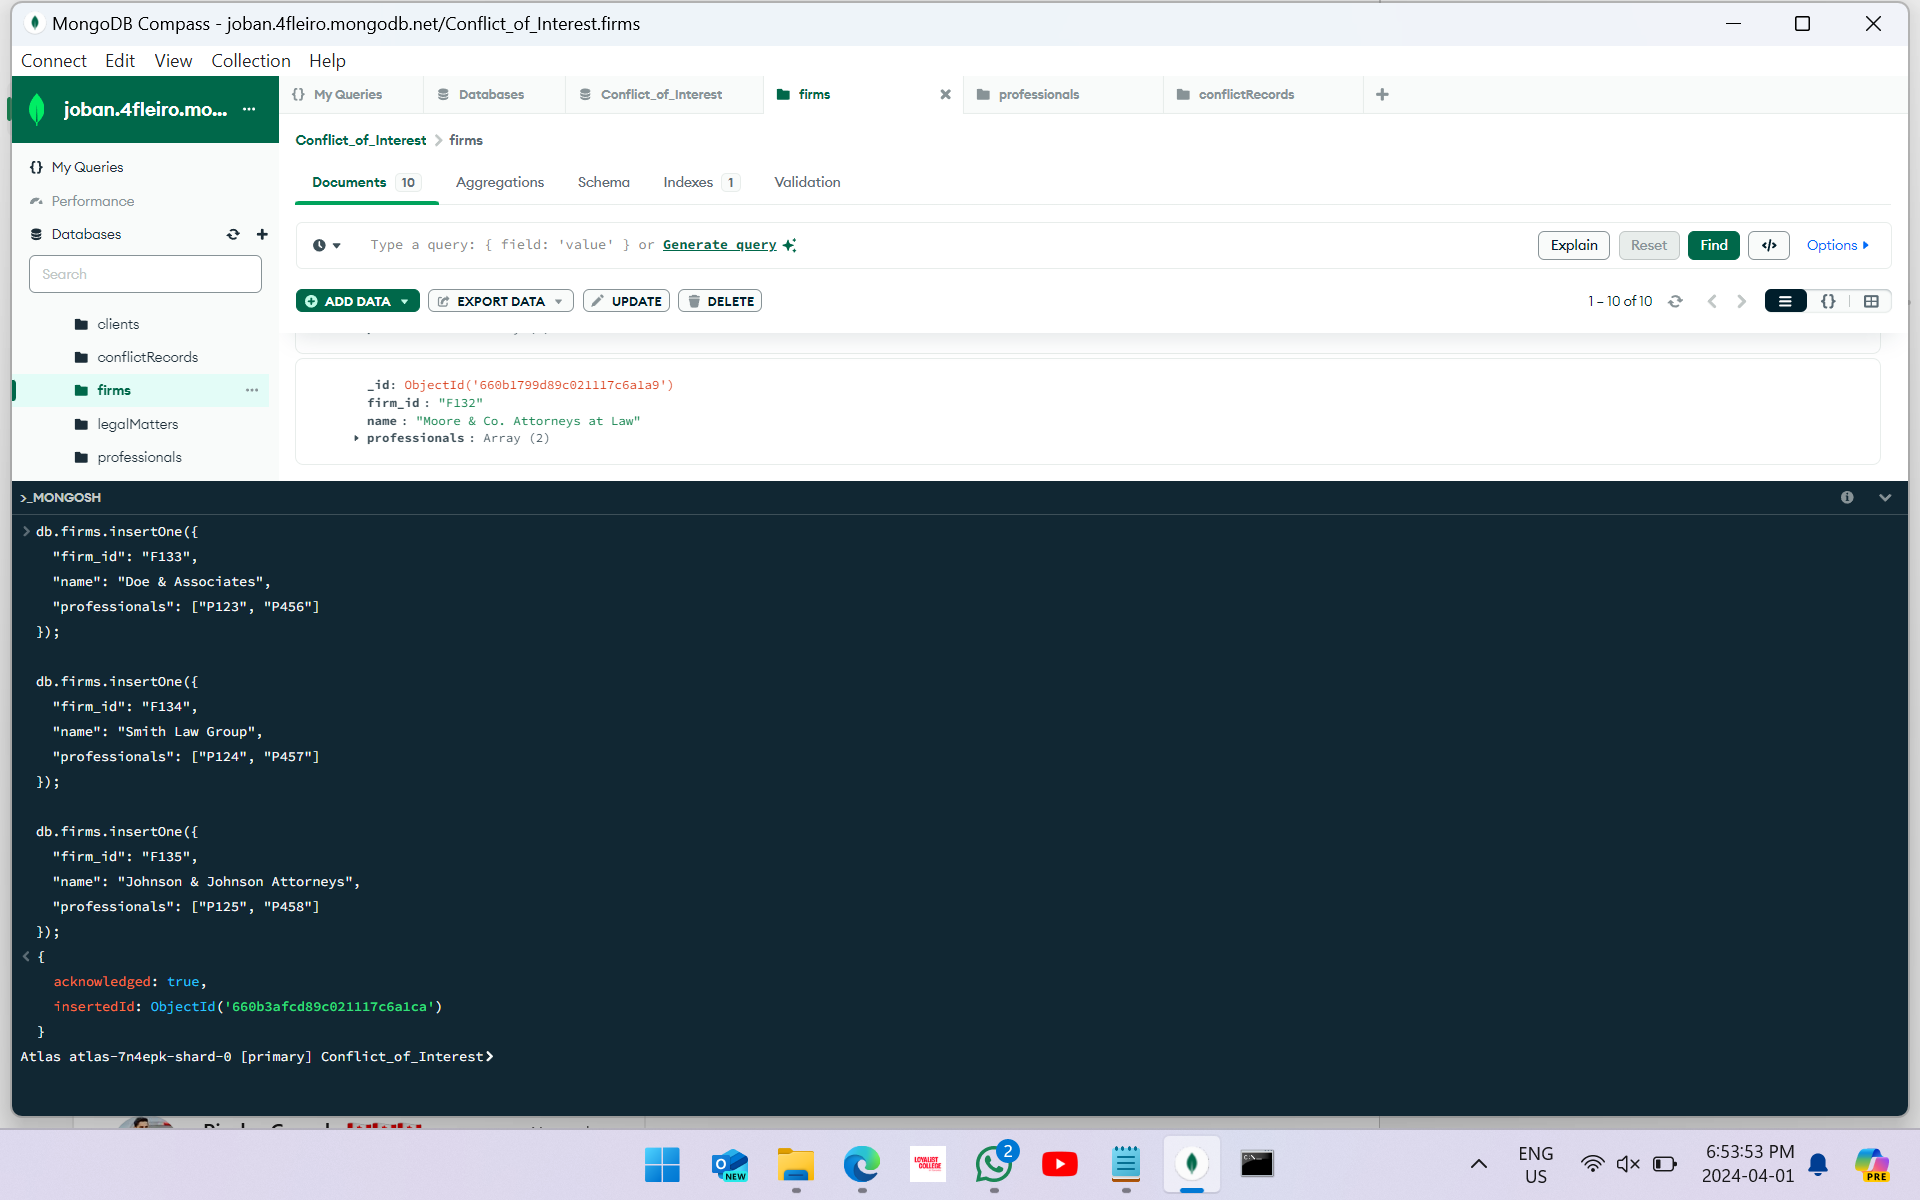 MongoDB Compass - joban.4fleiro.mongodb.net/Conflict_of_Interest.firms
Connect Edit View Collection Help
joban.4fleiro.mo... ...
{} My Queries
Databases
Conflict_of_Interest
firms
professionals
conflictRecords
My Queries
Performance
Databases
Search
clients
conflictRecords
firms
legalMatters
professionals
Conflict_of_Interest > firms
Documents 10 Aggregations Schema Indexes 1 Validation
Type a query: { field: 'value' } or Generate query
Explain Reset Find </> Options
ADD DATA EXPORT DATA UPDATE DELETE
1 – 10 of 10 {}
_id: ObjectId('660b1799d89c021117c6a1a9')
firm_id : "F132"
name : "Moore & Co. Attorneys at Law"
professionals : Array (2)
>_MONGOSH
> db.firms.insertOne({
"firm_id": "F133",
"name": "Doe & Associates",
"professionals": ["P123", "P456"]
});
db.firms.insertOne({
"firm_id": "F134",
"name": "Smith Law Group",
"professionals": ["P124", "P457"]
});
db.firms.insertOne({
"firm_id": "F135",
"name": "Johnson & Johnson Attorneys",
"professionals": ["P125", "P458"]
});
< {
acknowledged: true,
insertedId: ObjectId('660b3afcd89c021117c6a1ca')
}
Atlas atlas-7n4epk-shard-0 [primary] Conflict_of_Interest>
NEW
LOYALIST COLLEGE
2
ENG
US
6:53:53 PM
2024-04-01
PRE